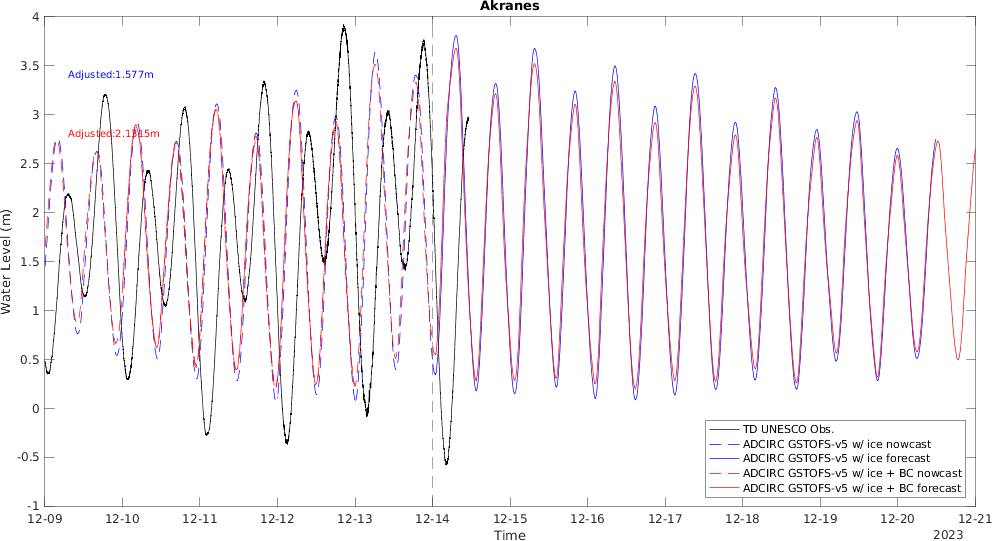 Akranes
4
3.5
3
2.5
2
1.5
1
0.5
0
-0.5
-1
Water Level (m)
Adjusted:1.577m
Adjusted:2.1315m
TD UNESCO Obs.
ADCIRC GSTOFS-v5 w/ ice nowcast
ADCIRC GSTOFS-v5 w/ ice forecast
ADCIRC GSTOFS-v5 w/ ice + BC nowcast
ADCIRC GSTOFS-v5 w/ ice + BC forecast
12-09 12-10 12-11 12-12 12-13 12-14 12-15 12-16 12-17 12-18 12-19 12-20 12-21
Time
2023